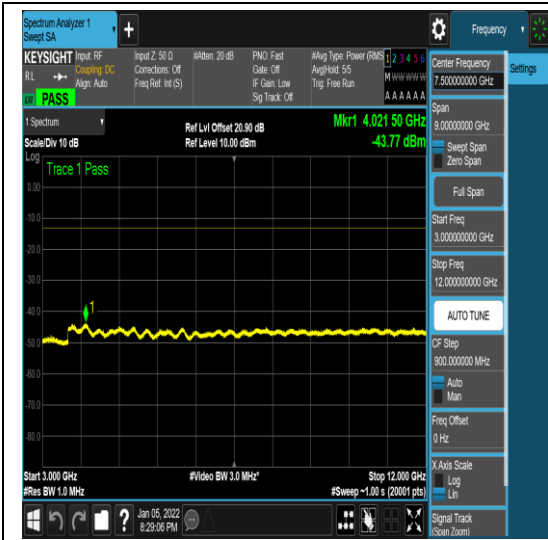 Spectrum Analyzer 1
Swept SA
+
Frequency
KEYSIGHT
Input: RF
Coupling: DC
Align: Auto
RL
PASS
Input Z: 50 Ω
Corrections: Off
Freq Ref: Int (S)
#Atten: 20 dB
PNO: Fast
Gate: Off
IF Gain: Low
Sig Track: Off
#Avg Type: Power (RMS
Avg|Hold: 5/5
Trig: Free Run
1 2 3 4 5 6
M W W W W W
A A A A A A
1 Spectrum
Scale/Div 10 dB
Ref Lvl Offset 20.90 dB
Ref Level 10.00 dBm
Mkr1 4.021 50 GHz
-43.77 dBm
Log
Trace 1 Pass
0.00
-10.0
-20.0
-30.0
-40.0
-50.0
-60.0
-70.0
-80.0
1
Start 3.000 GHz
#Res BW 1.0 MHz
#Video BW 3.0 MHz*
Stop 12.000 GHz
#Sweep ~1.00 s (20001 pts)
Jan 05, 2022
8:29:06 PM
?
Center Frequency
7.500000000 GHz
Span
9.00000000 GHz
Swept Span
Zero Span
Full Span
Start Freq
3.000000000 GHz
Stop Freq
12.000000000 GHz
AUTO TUNE
CF Step
900.000000 MHz
Auto
Man
Freq Offset
0 Hz
X Axis Scale
Log
Lin
Signal Track
(Span Zoom)
Settings